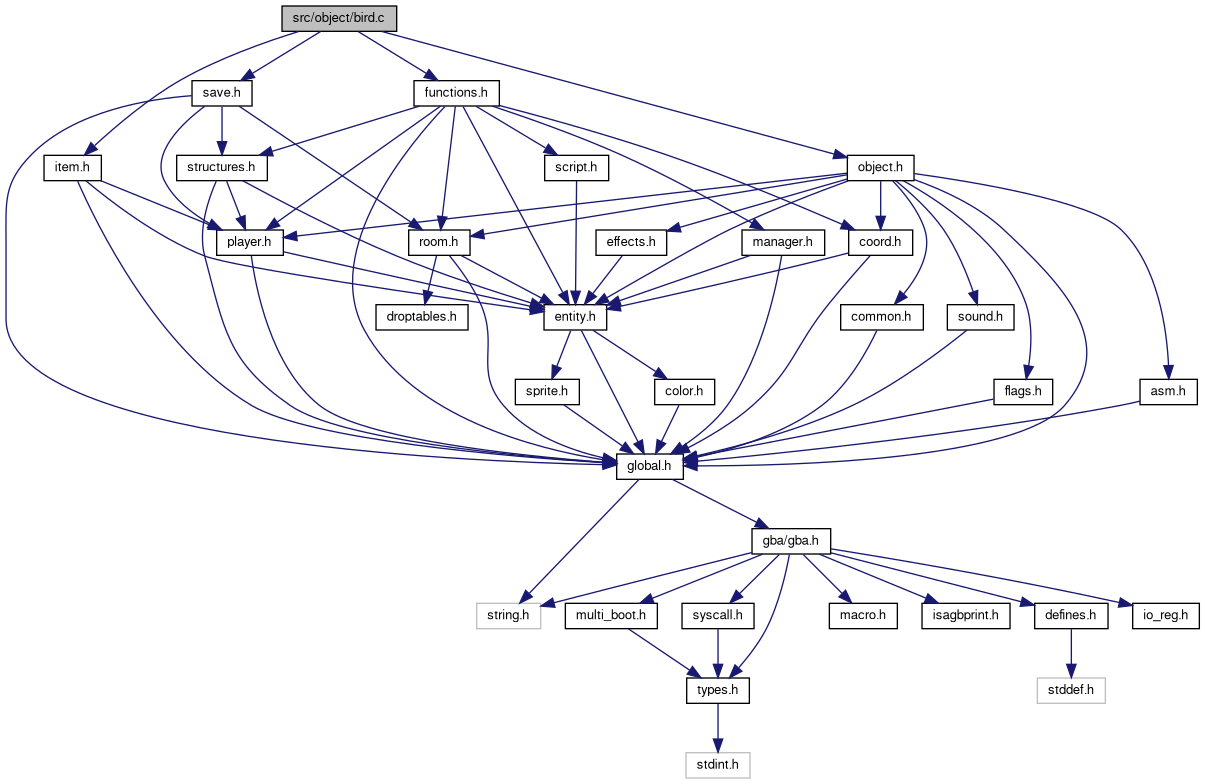 src/object/bird.c
save.h
functions.h
item.h
structures.h
script.h
object.h
player.h
room.h
effects.h
manager.h
coord.h
droptables.h
entity.h
common.h
sound.h
sprite.h
color.h
flags.h
asm.h
global.h
gba/gba.h
string.h
multi_boot.h
syscall.h
macro.h
isagbprint.h
defines.h
io_reg.h
types.h
stddef.h
stdint.h